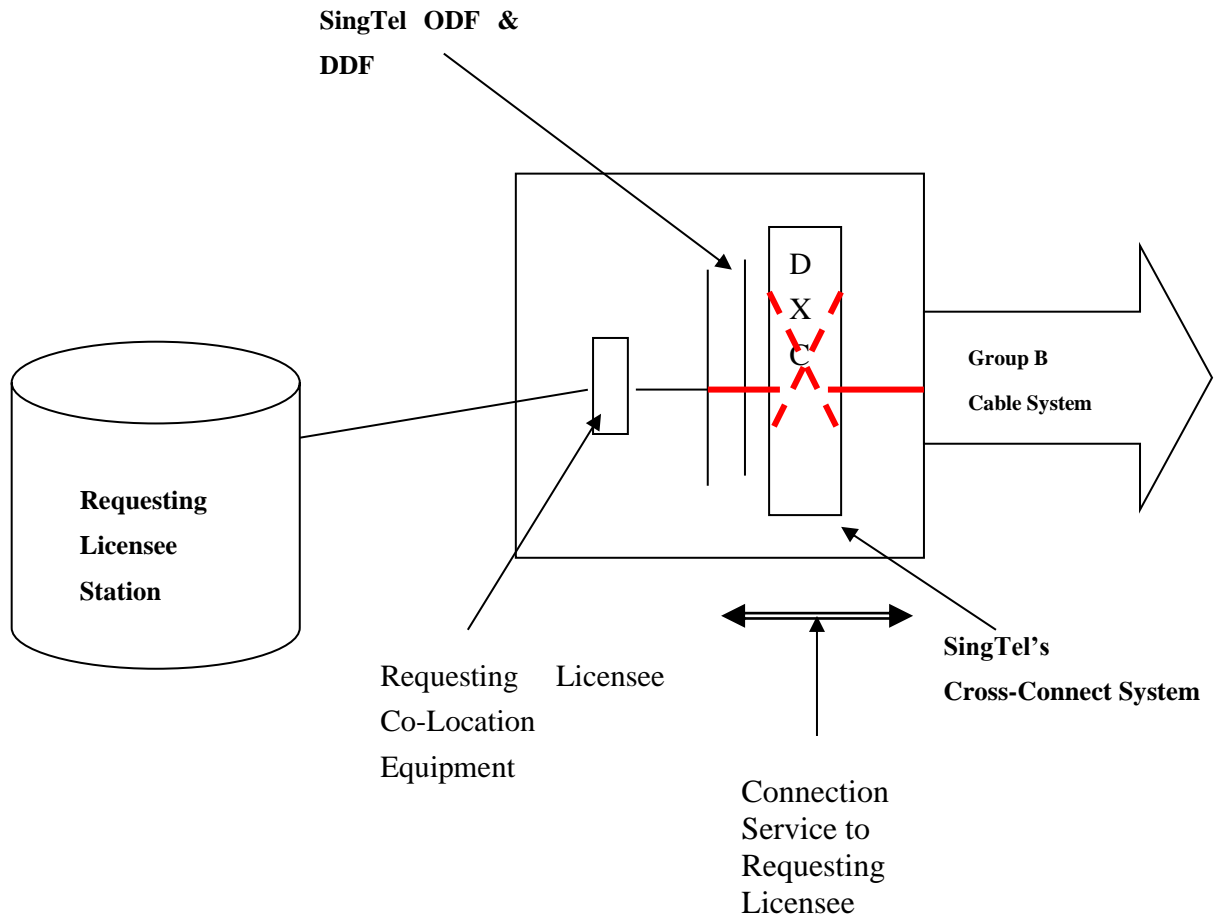 SingTel ODF &
DDF
D
X
C
Group B
Cable System
Requesting
Licensee
Station
SingTel’s
Cross-Connect System
Requesting Licensee
Co-Location
Equipment
Connection
Service to
Requesting
Licensee